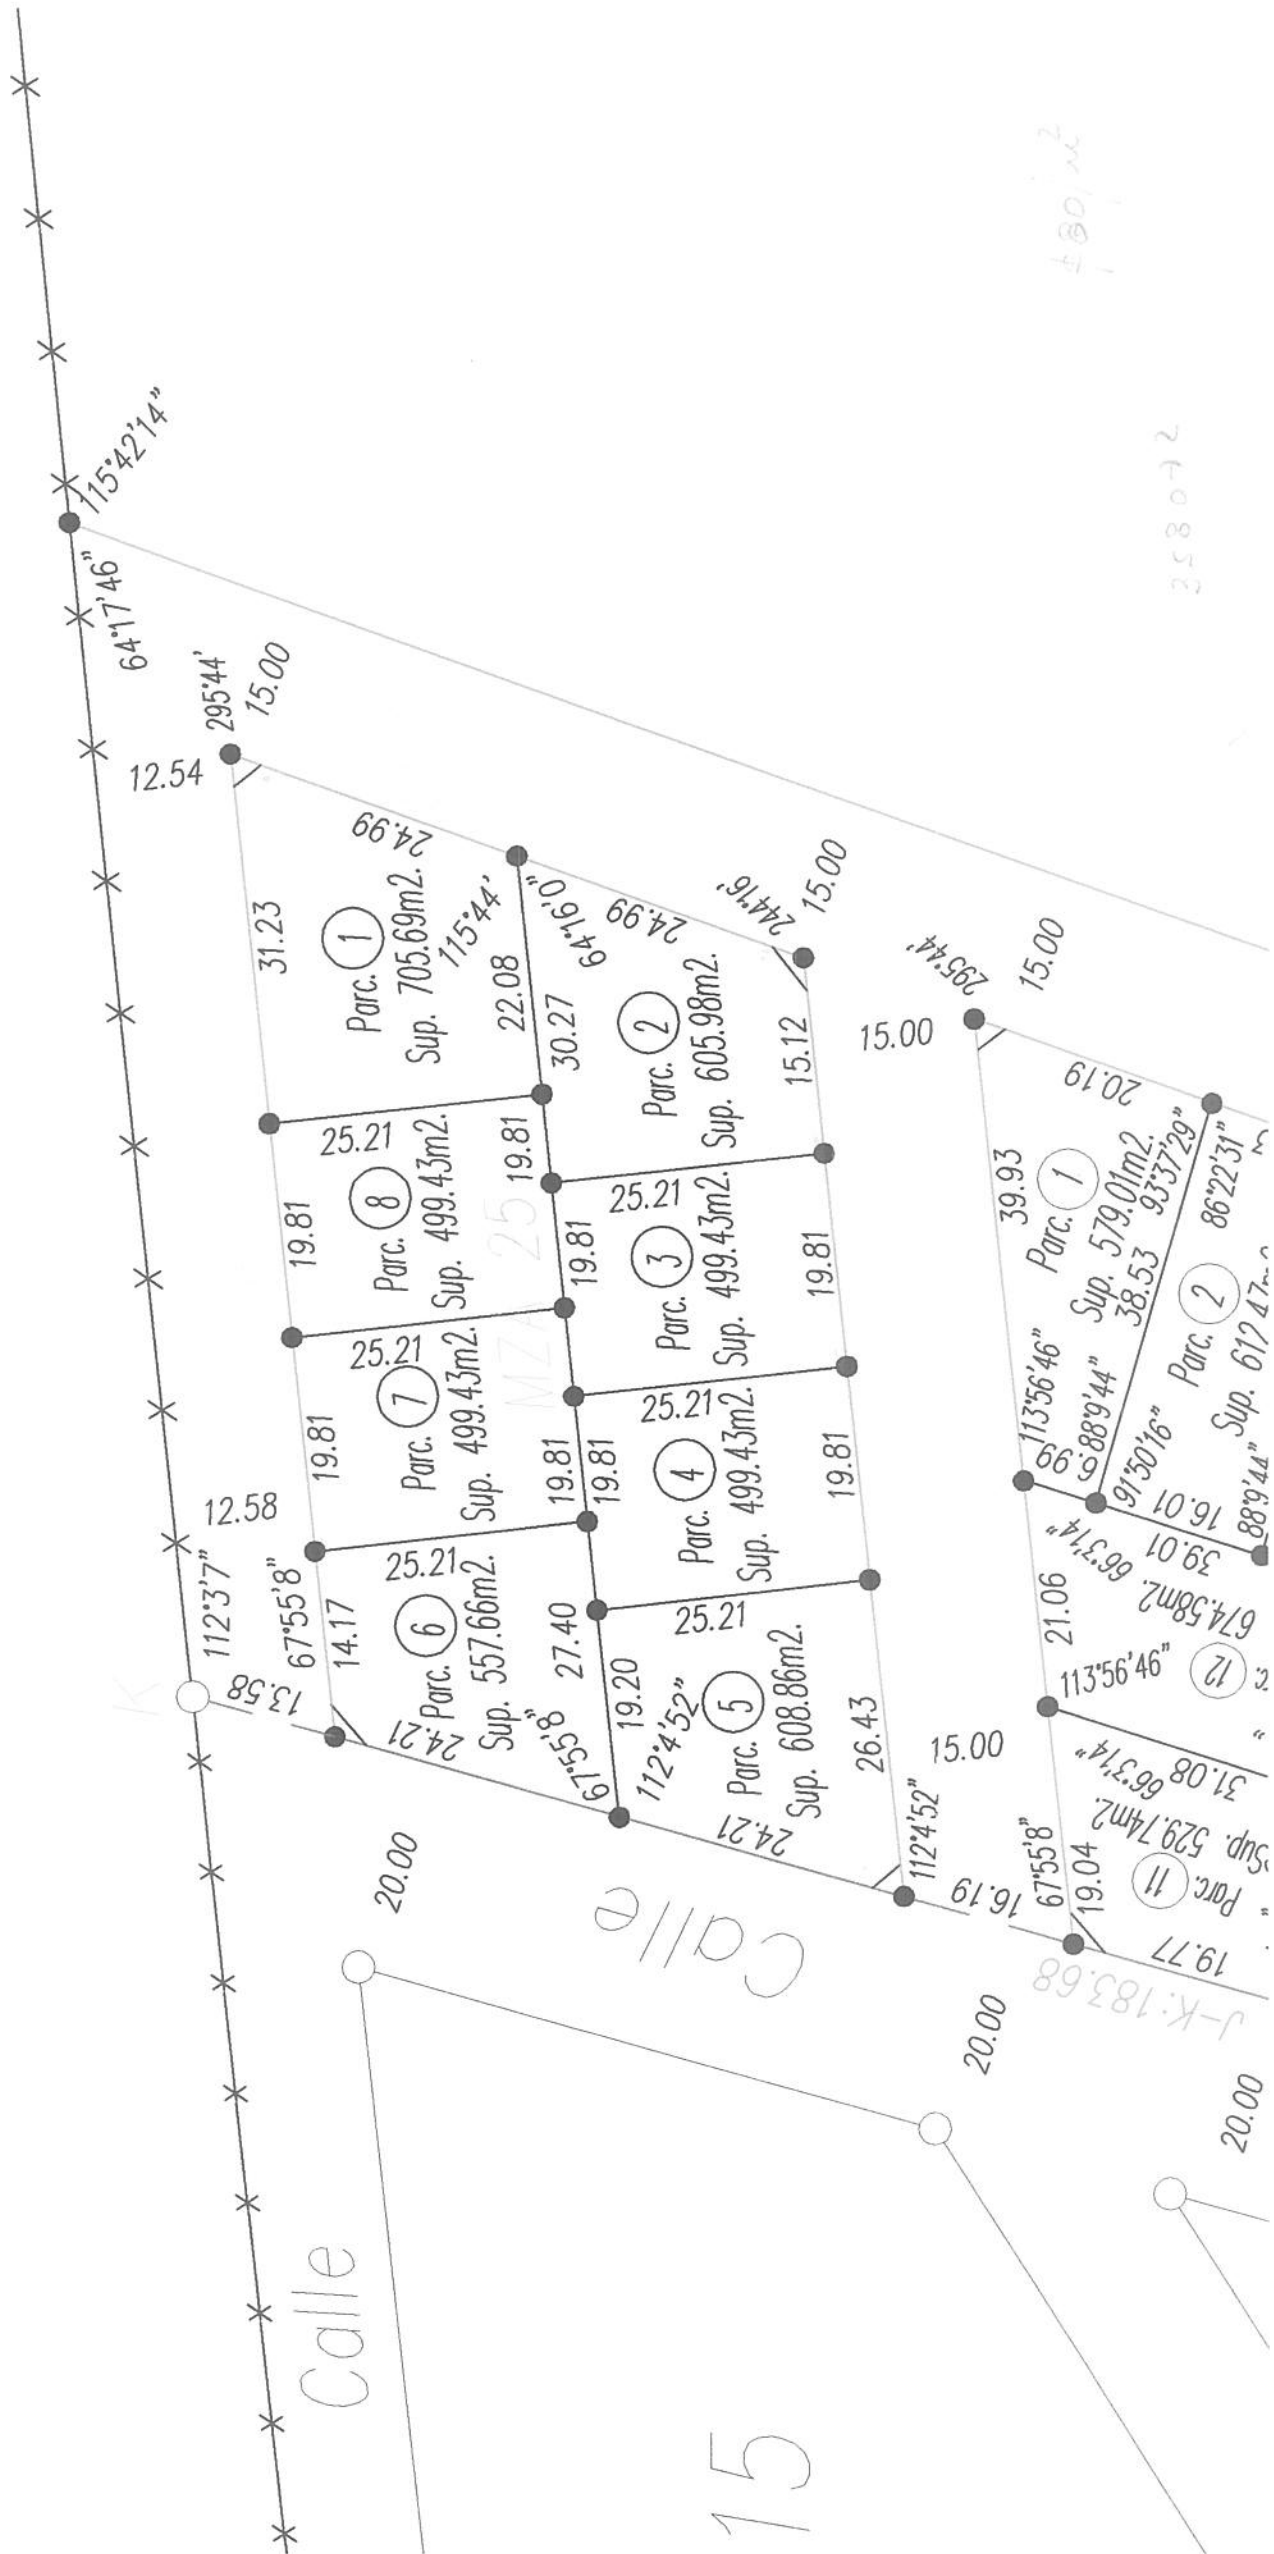 115°42'14"
64°17'46"
295°44'
15.00
12.54
31.23
24.99
Parc. 1
Sup. 705.69m2.
115°44'
22.08
25.21
19.81
Parc. 8
Sup. 499.43m2.
19.81
25.21
19.81
Parc. 7
Sup. 499.43m2.
19.81
12.58
112°3'7"
67°55'8"
14.17
13.58
K
25.21
Parc. 6
Sup. 557.66m2.
27.40
24.21
67°55'8"
MZA 25
64°16'0"
24.99
30.27
Parc. 2
Sup. 605.98m2.
15.12
244°16'
15.00
25.21
19.81
Parc. 3
Sup. 499.43m2.
19.81
25.21
19.81
Parc. 4
Sup. 499.43m2.
19.81
25.21
19.20
112°4'52"
Parc. 5
Sup. 608.86m2.
26.43
24.21
112°4'52"
16.19
15.00
15.00
295°44'
15.00
20.19
39.93
Parc. 1
Sup. 579.01m2.
93°37'29"
38.53
113°56'46"
6.99
88°9'44"
86°22'31"
Parc. 2
Sup. 612.47m2
91°50'16"
16.01
88°9'44"
66°3'14"
39.01
21.06
674.58m2.
12
113°56'46"
66°3'14"
31.08
67°55'8"
19.04
Parc. 11
Sup. 529.74m2.
19.77
J-K:183.68
20.00
Calle
20.00
20.00
Calle
15
258072